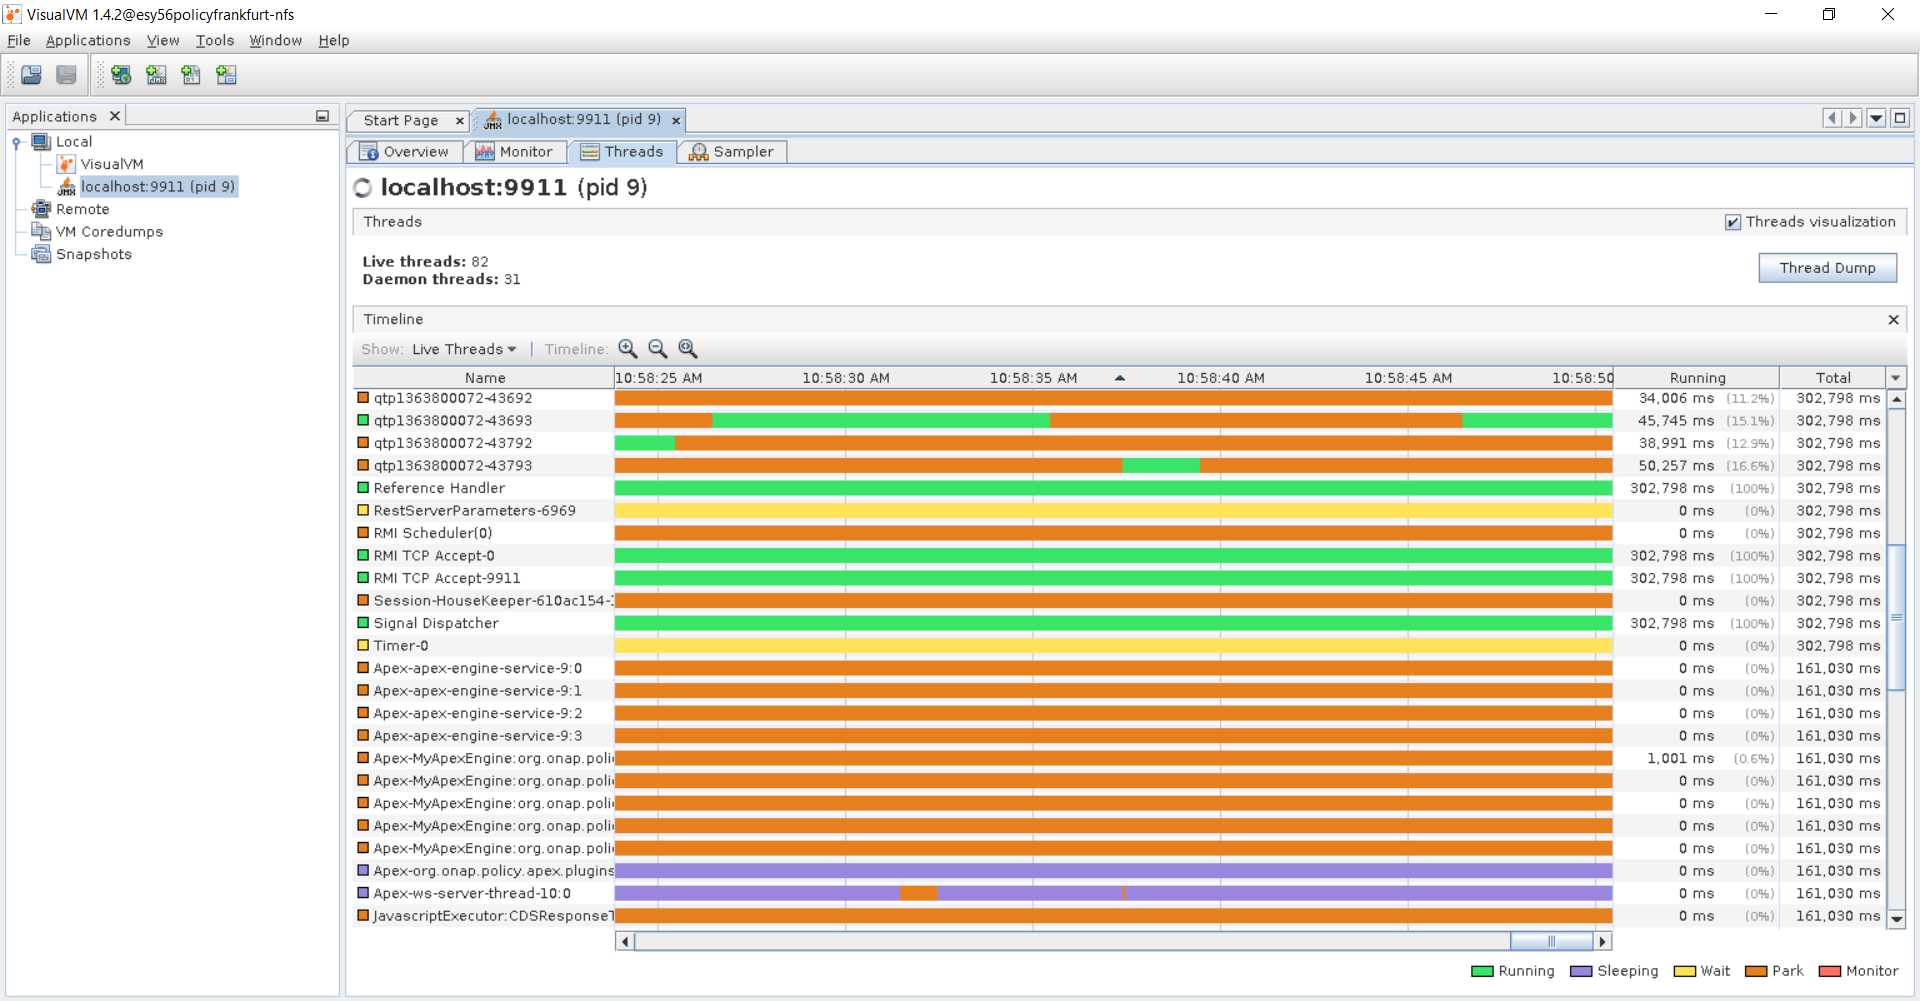 VisualVM 1.4.2@esy56policyfrankfurt-nfs
File Applications View Tools Window Help
Applications
Local
VisualVM
localhost:9911 (pid 9)
Remote
VM Coredumps
Snapshots
Start Page
localhost:9911 (pid 9)
Overview Monitor Threads Sampler
localhost:9911 (pid 9)
Threads
Threads visualization
Live threads: 82
Daemon threads: 31
Thread Dump
Timeline
Show: Live Threads Timeline:
Name 10:58:25 AM 10:58:30 AM 10:58:35 AM 10:58:40 AM 10:58:45 AM 10:58:50 Running Total
qtp1363800072-43692 34,006 ms (11.2%) 302,798 ms
qtp1363800072-43693 45,745 ms (15.1%) 302,798 ms
qtp1363800072-43792 38,991 ms (12.9%) 302,798 ms
qtp1363800072-43793 50,257 ms (16.6%) 302,798 ms
Reference Handler 302,798 ms (100%) 302,798 ms
RestServerParameters-6969 0 ms (0%) 302,798 ms
RMI Scheduler(0) 0 ms (0%) 302,798 ms
RMI TCP Accept-0 302,798 ms (100%) 302,798 ms
RMI TCP Accept-9911 302,798 ms (100%) 302,798 ms
Session-HouseKeeper-610ac154- 0 ms (0%) 302,798 ms
Signal Dispatcher 302,798 ms (100%) 302,798 ms
Timer-0 0 ms (0%) 302,798 ms
Apex-apex-engine-service-9:0 0 ms (0%) 161,030 ms
Apex-apex-engine-service-9:1 0 ms (0%) 161,030 ms
Apex-apex-engine-service-9:2 0 ms (0%) 161,030 ms
Apex-apex-engine-service-9:3 0 ms (0%) 161,030 ms
Apex-MyApexEngine:org.onap.poli 1,001 ms (0.6%) 161,030 ms
Apex-MyApexEngine:org.onap.poli 0 ms (0%) 161,030 ms
Apex-MyApexEngine:org.onap.poli 0 ms (0%) 161,030 ms
Apex-MyApexEngine:org.onap.poli 0 ms (0%) 161,030 ms
Apex-MyApexEngine:org.onap.poli 0 ms (0%) 161,030 ms
Apex-org.onap.policy.apex.plugins 0 ms (0%) 161,030 ms
Apex-ws-server-thread-10:0 0 ms (0%) 161,030 ms
JavascriptExecutor:CDSResponseT 0 ms (0%) 161,030 ms
Running Sleeping Wait Park Monitor